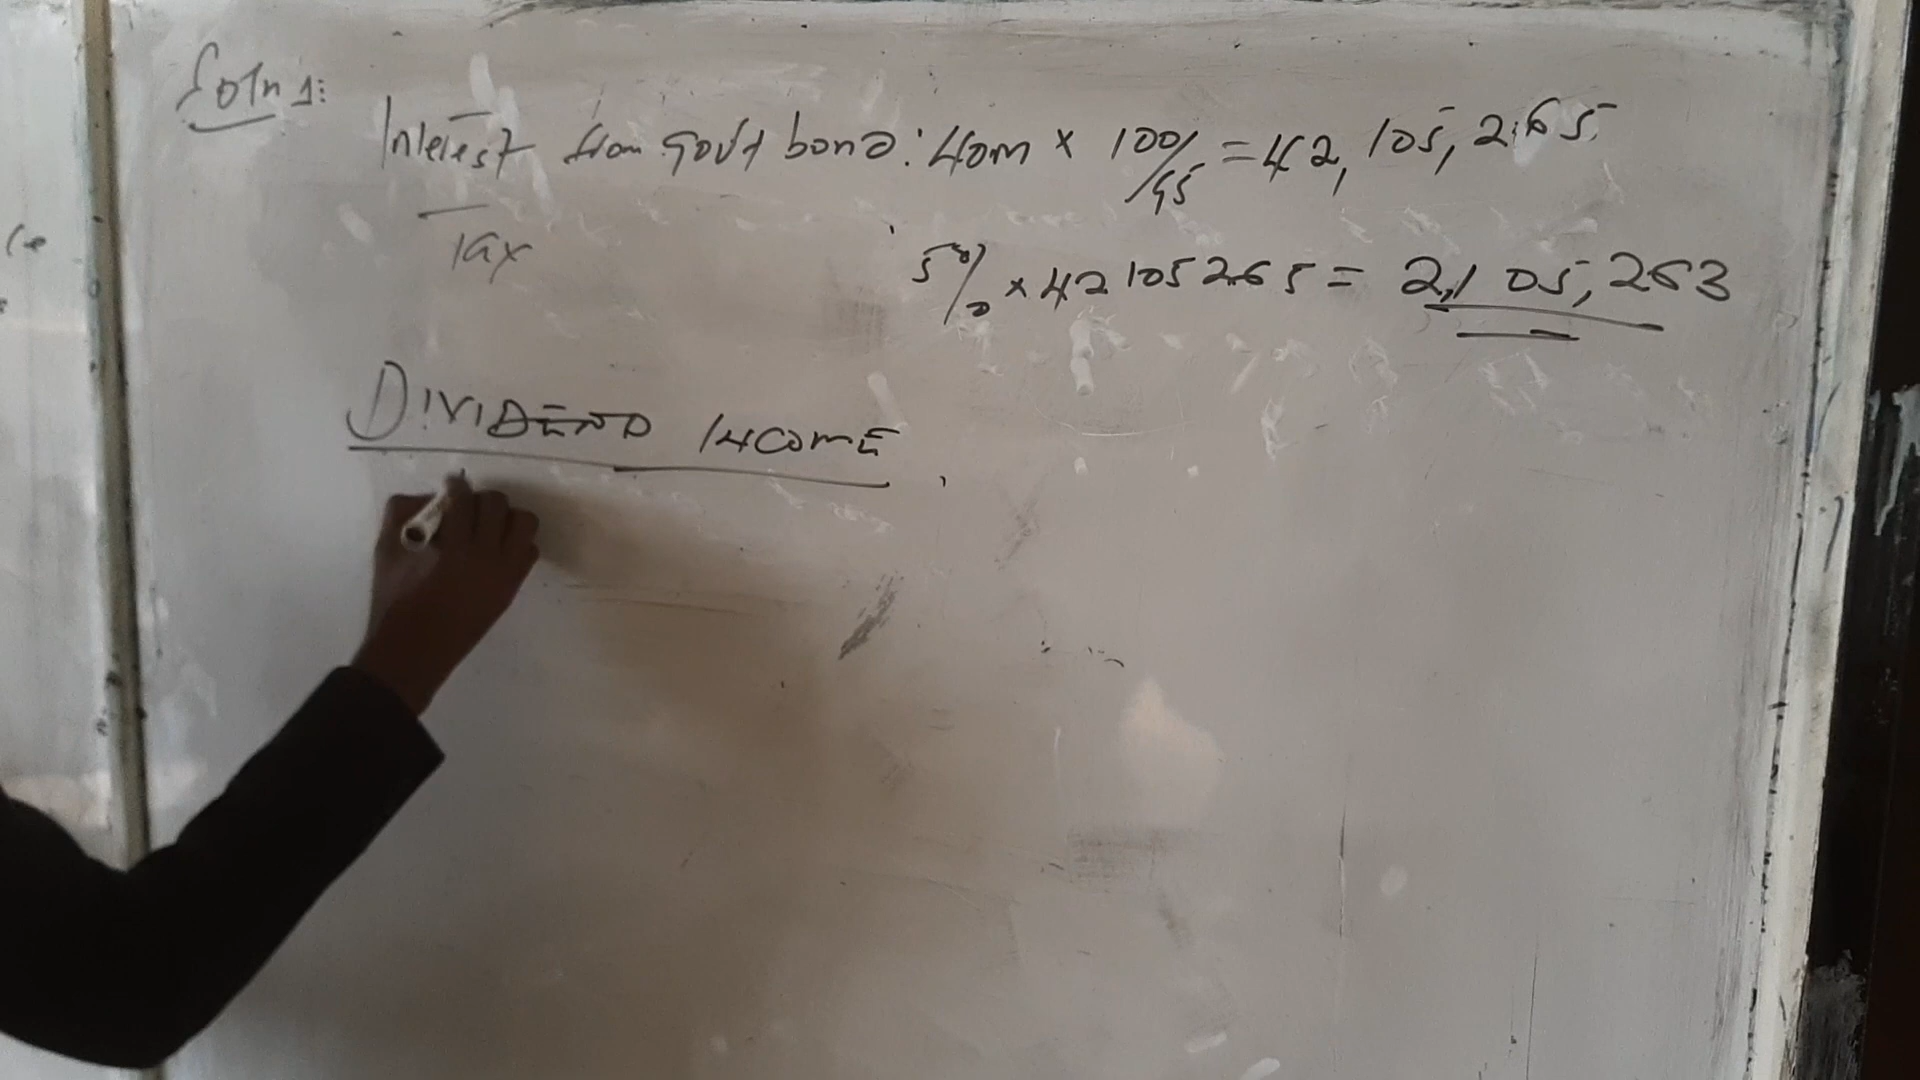 Soln 1:
Interest from Govt bond: 40m x 100/95 = 42,105,265
Tax
5% x 42105265 = 2,105,263
DIVIDEND INCOME